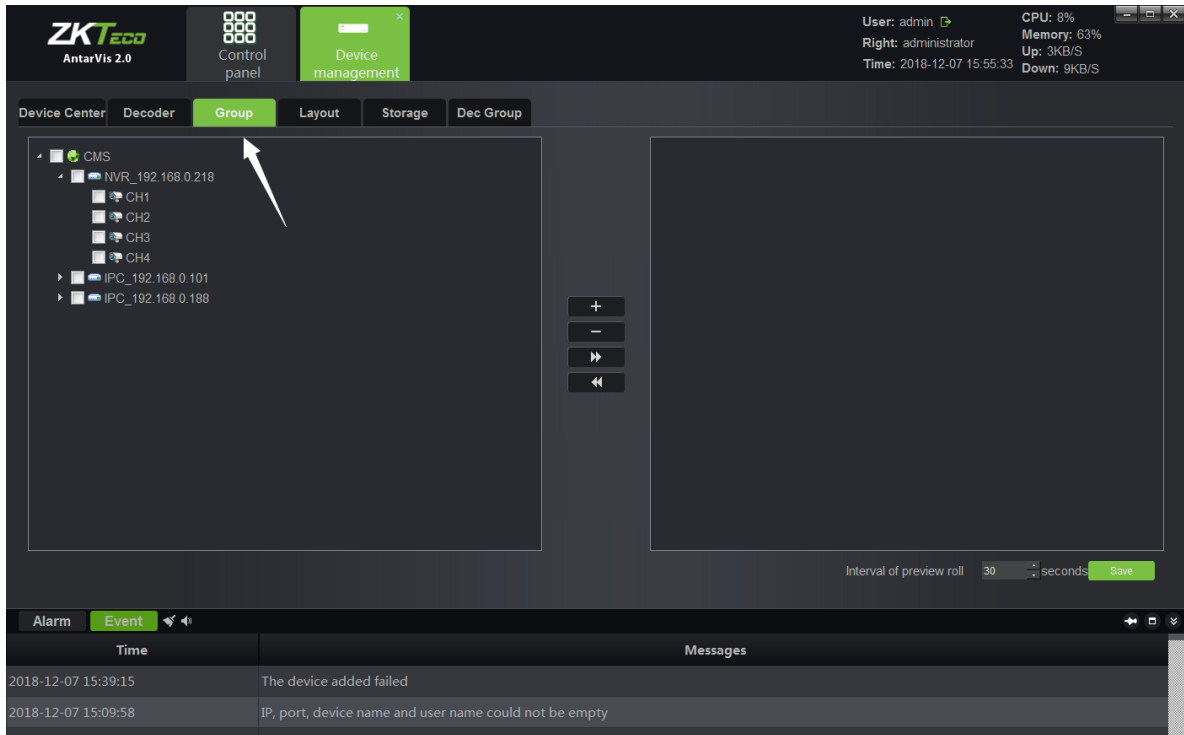 ZKTECO
AntarVis 2.0
Control
panel
Device
management
User: admin
Right: administrator
Time: 2018-12-07 15:55:33
CPU: 8%
Memory: 63%
Up: 3KB/S
Down: 9KB/S
Device Center Decoder Group Layout Storage Dec Group
CMS
NVR_192.168.0.218
CH1
CH2
CH3
CH4
IPC_192.168.0.101
IPC_192.168.0.188
Interval of preview roll 30 seconds Save
Alarm Event
Time Messages
2018-12-07 15:39:15 The device added failed
2018-12-07 15:09:58 IP, port, device name and user name could not be empty